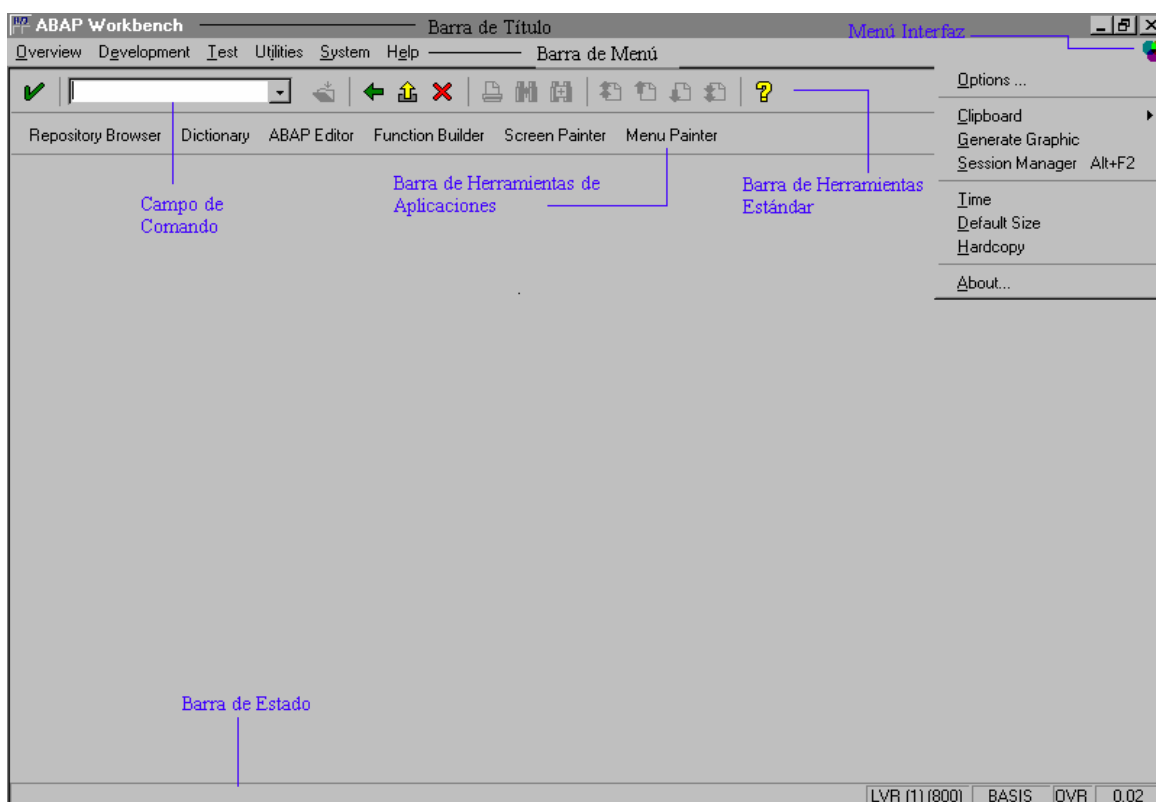 ABAP Workbench
Barra de Título
Menú Interfaz
Overview Development Test Utilities System Help
Barra de Menú
Options ...
Clipboard
Generate Graphic
Session Manager Alt+F2
Time
Default Size
Hardcopy
About...
Repository Browser Dictionary ABAP Editor Function Builder Screen Painter Menu Painter
Campo de
Comando
Barra de Herramientas de
Aplicaciones
Barra de Herramientas
Estándar
Barra de Estado
LVR (1) (800) BASIS OVR 0.02